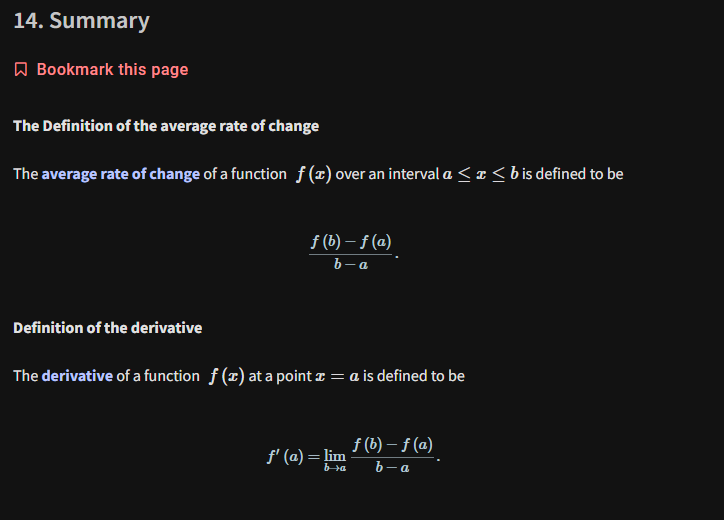 14. Summary
Bookmark this page
The Definition of the average rate of change
The average rate of change of a function f(x) over an interval a ≤ x ≤ b is defined to be
f(b) − f(a)
b − a .
Definition of the derivative
The derivative of a function f(x) at a point x = a is defined to be
f′(a) = lim b→a f(b) − f(a) / b − a .